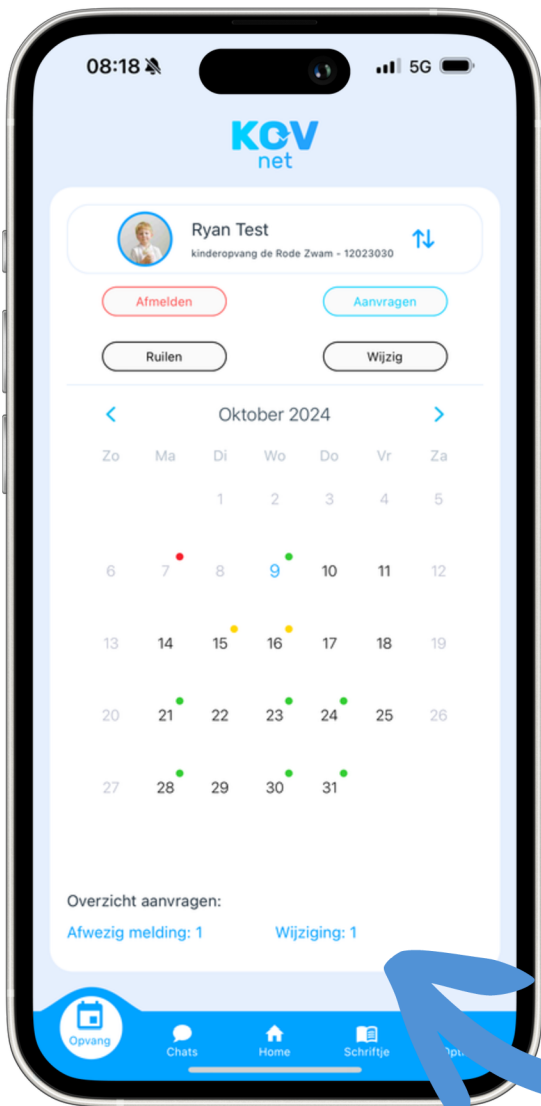 08:18 5G
KOV
net
Ryan Test
kinderopvang de Rode Zwam - 12023030
Afmelden Aanvragen
Ruilen Wijzig
Oktober 2024
Zo Ma Di Wo Do Vr Za
1 2 3 4 5
6 7 8 9 10 11 12
13 14 15 16 17 18 19
20 21 22 23 24 25 26
27 28 29 30 31
Overzicht aanvragen:
Afwezig melding: 1 Wijziging: 1
Opvang Chats Home Schriftje